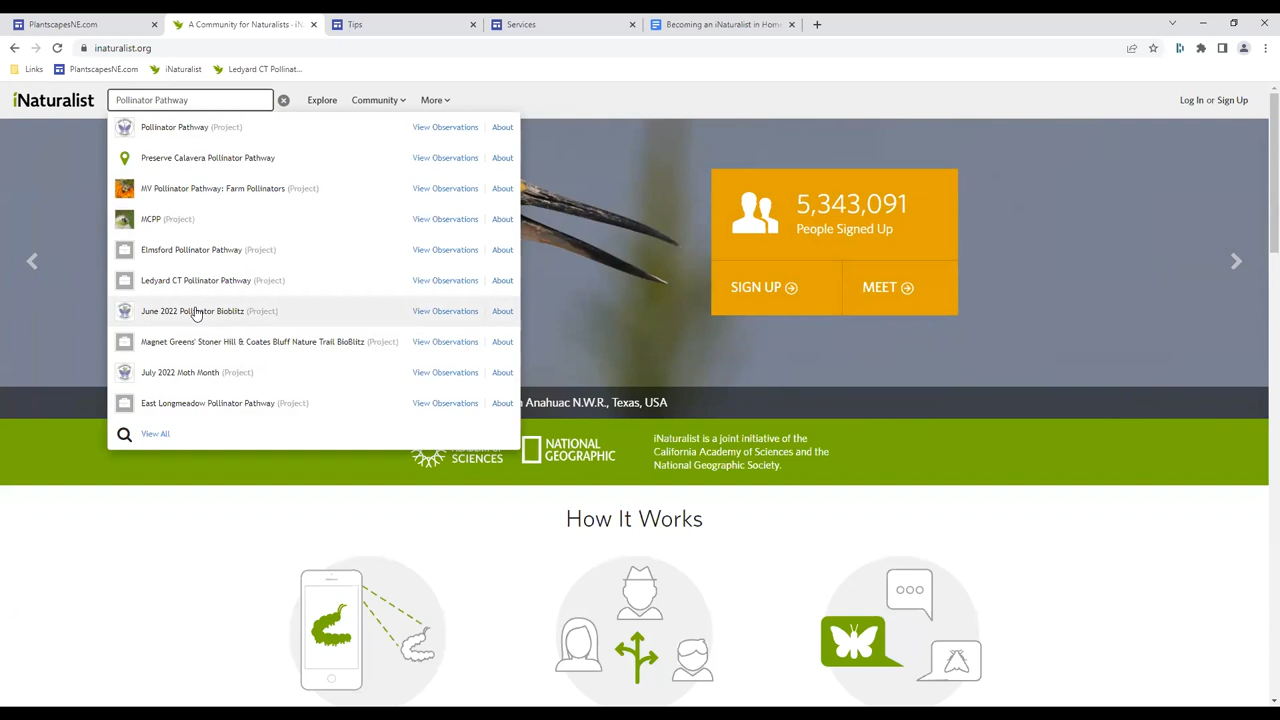 PlantscapesNE.com
A Community for Naturalists · iN
Tips
Services
Becoming an iNaturalist in Hom
inaturalist.org
Links PlantscapesNE.com iNaturalist Ledyard CT Pollinat...
iNaturalist Pollinator Pathway Explore Community More Log In or Sign Up
Pollinator Pathway (Project) View Observations About
Preserve Calavera Pollinator Pathway View Observations About
MV Pollinator Pathway: Farm Pollinators (Project) View Observations About
MCPP (Project) View Observations About
Elmsford Pollinator Pathway (Project) View Observations About
Ledyard CT Pollinator Pathway (Project) View Observations About
June 2022 Pollinator Bioblitz (Project) View Observations About
Magnet Greens' Stoner Hill & Coates Bluff Nature Trail BioBlitz (Project) View Observations About
July 2022 Moth Month (Project) View Observations About
East Longmeadow Pollinator Pathway (Project) View Observations About
View All
5,343,091
People Signed Up
SIGN UP MEET
n Anahuac N.W.R., Texas, USA
SCIENCES
NATIONAL
GEOGRAPHIC
iNaturalist is a joint initiative of the
California Academy of Sciences and the
National Geographic Society.
How It Works